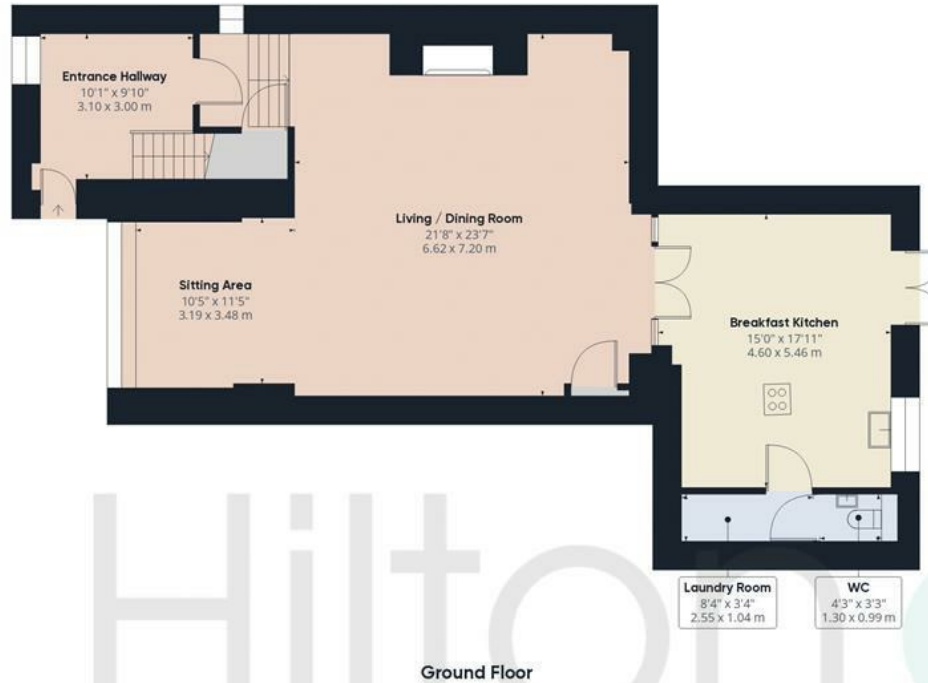 Entrance Hallway
10'1" x 9'10"
3.10 x 3.00 m
Living / Dining Room
21'8" x 23'7"
6.62 x 7.20 m
Sitting Area
10'5" x 11'5"
3.19 x 3.48 m
Breakfast Kitchen
15'0" x 17'11"
4.60 x 5.46 m
Laundry Room
8'4" x 3'4"
2.55 x 1.04 m
WC
4'3" x 3'3"
1.30 x 0.99 m
Hilton
Ground Floor